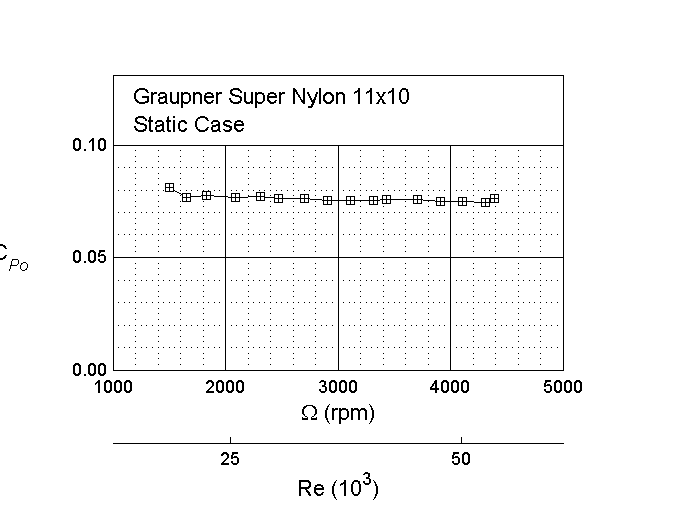 Graupner Super Nylon 11x10
Static Case
0.10
0.05
C_Po
0.00
1000 2000 3000 4000 5000
Ω (rpm)
25 50
Re (10³)